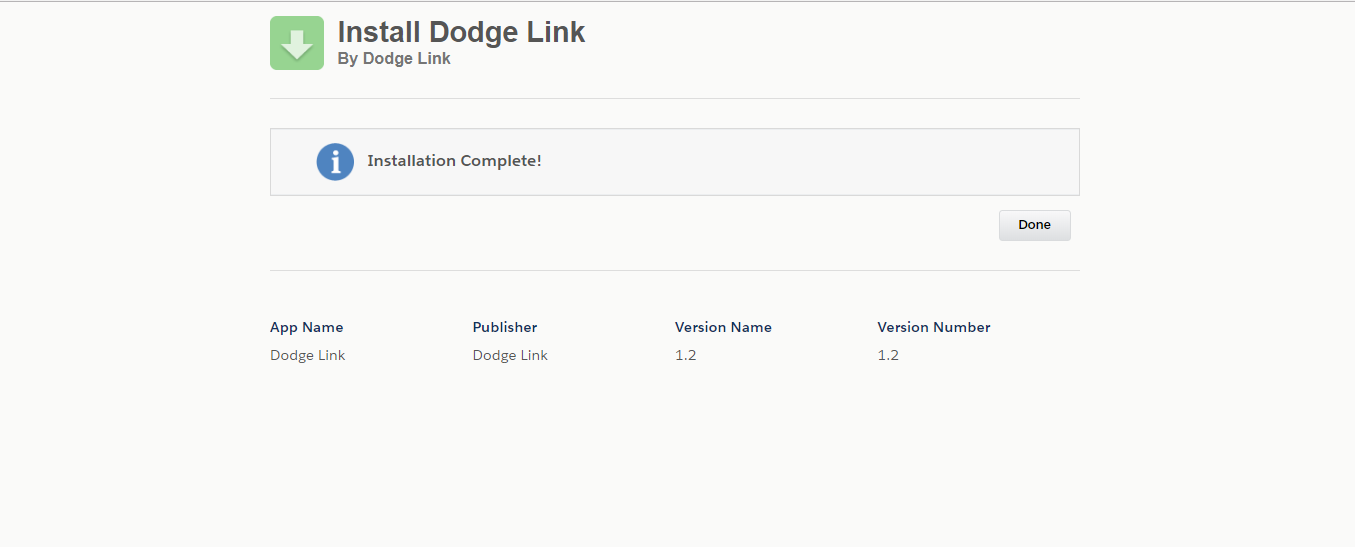 Install Dodge Link
By Dodge Link
Installation Complete!
Done
App Name Publisher Version Name Version Number
Dodge Link Dodge Link 1.2 1.2